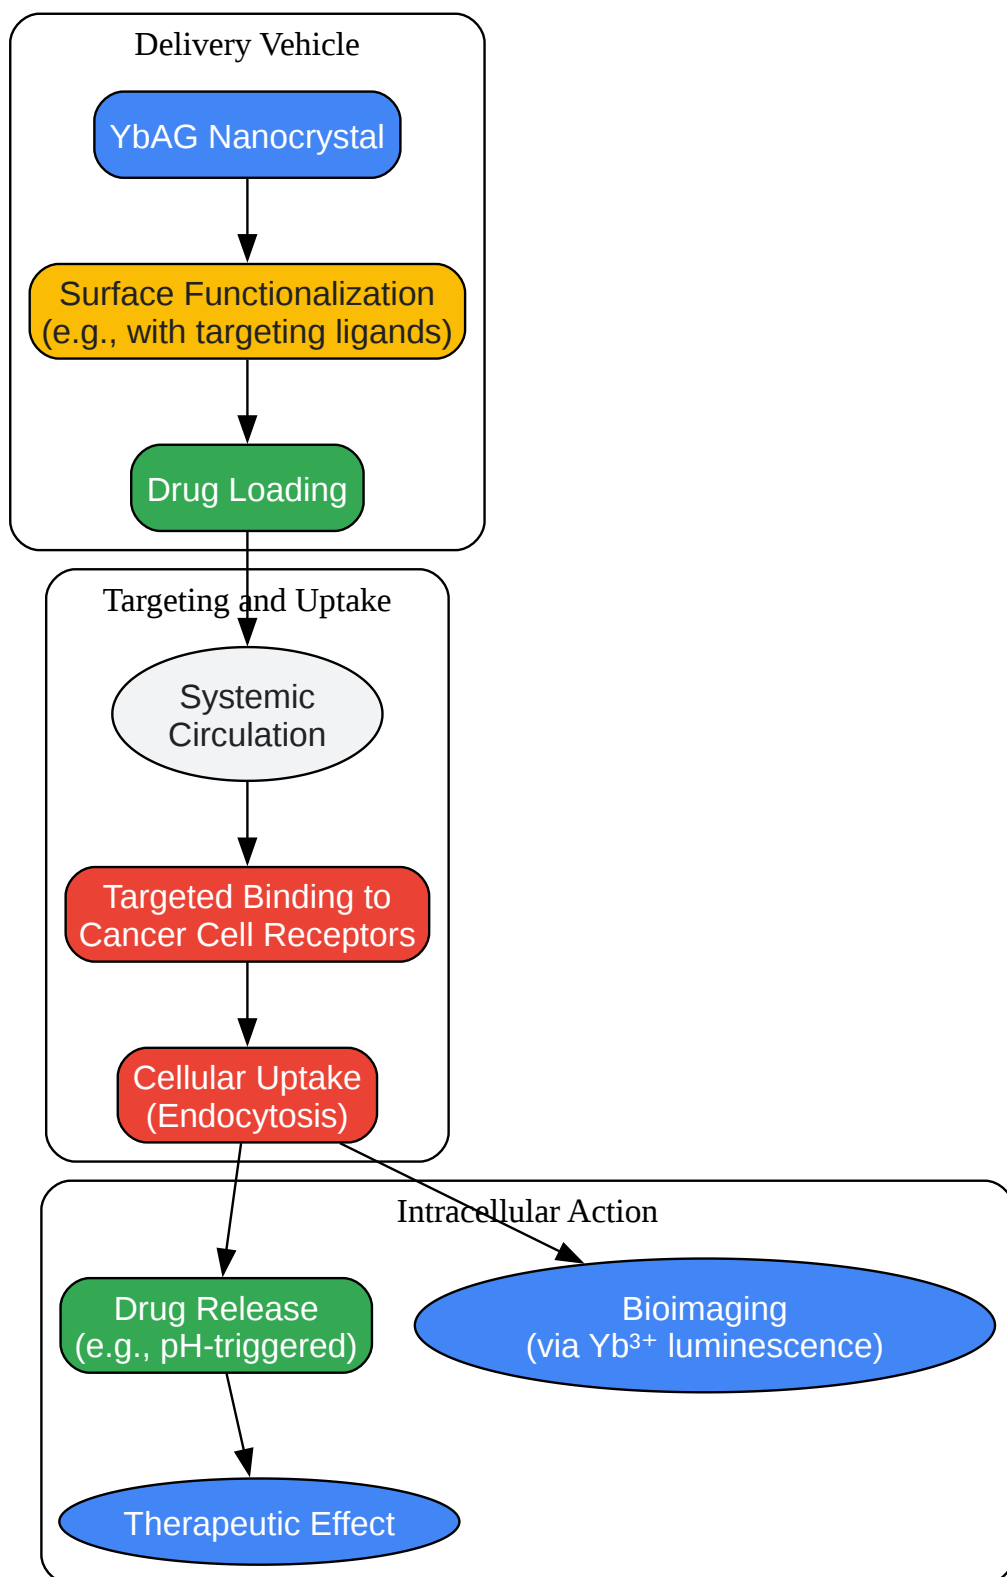 Delivery Vehicle
YbAG Nanocrystal
Surface Functionalization
(e.g., with targeting ligands)
Drug Loading
Targeting and Uptake
Systemic
Circulation
Targeted Binding to
Cancer Cell Receptors
Cellular Uptake
(Endocytosis)
Intracellular Action
Drug Release
(e.g., pH-triggered)
Bioimaging
(via Yb³⁺ luminescence)
Therapeutic Effect